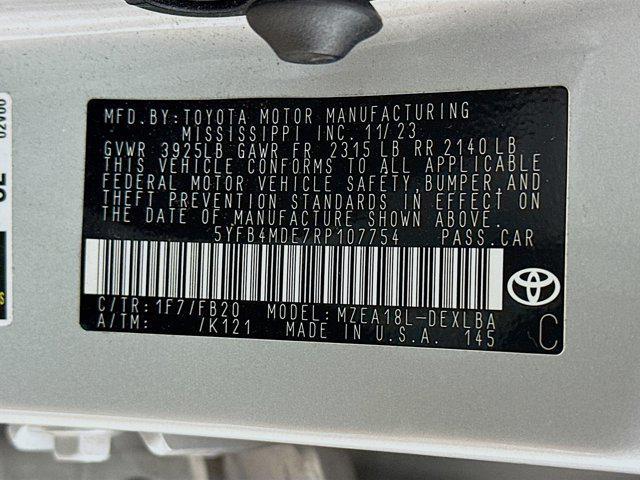 MFD.BY:TOYOTA MOTOR MANUFACTURING
MISSISSIPPI INC. 11/23
GVWR 3925LB GAWR FR 2315 LB RR 2140 LB
THIS VEHICLE CONFORMS TO ALL APPLICABLE
FEDERAL MOTOR VEHICLE SAFETY, BUMPER, AND
THEFT PREVENTION STANDARDS IN EFFECT ON
THE DATE OF MANUFACTURE SHOWN ABOVE.
5YFB4MDE7RP107754 PASS.CAR
C/TR: 1F7/FB20 MODEL: MZEA18L-DEXLBA
A/TM: /K121 MADE IN U.S.A. 145
C